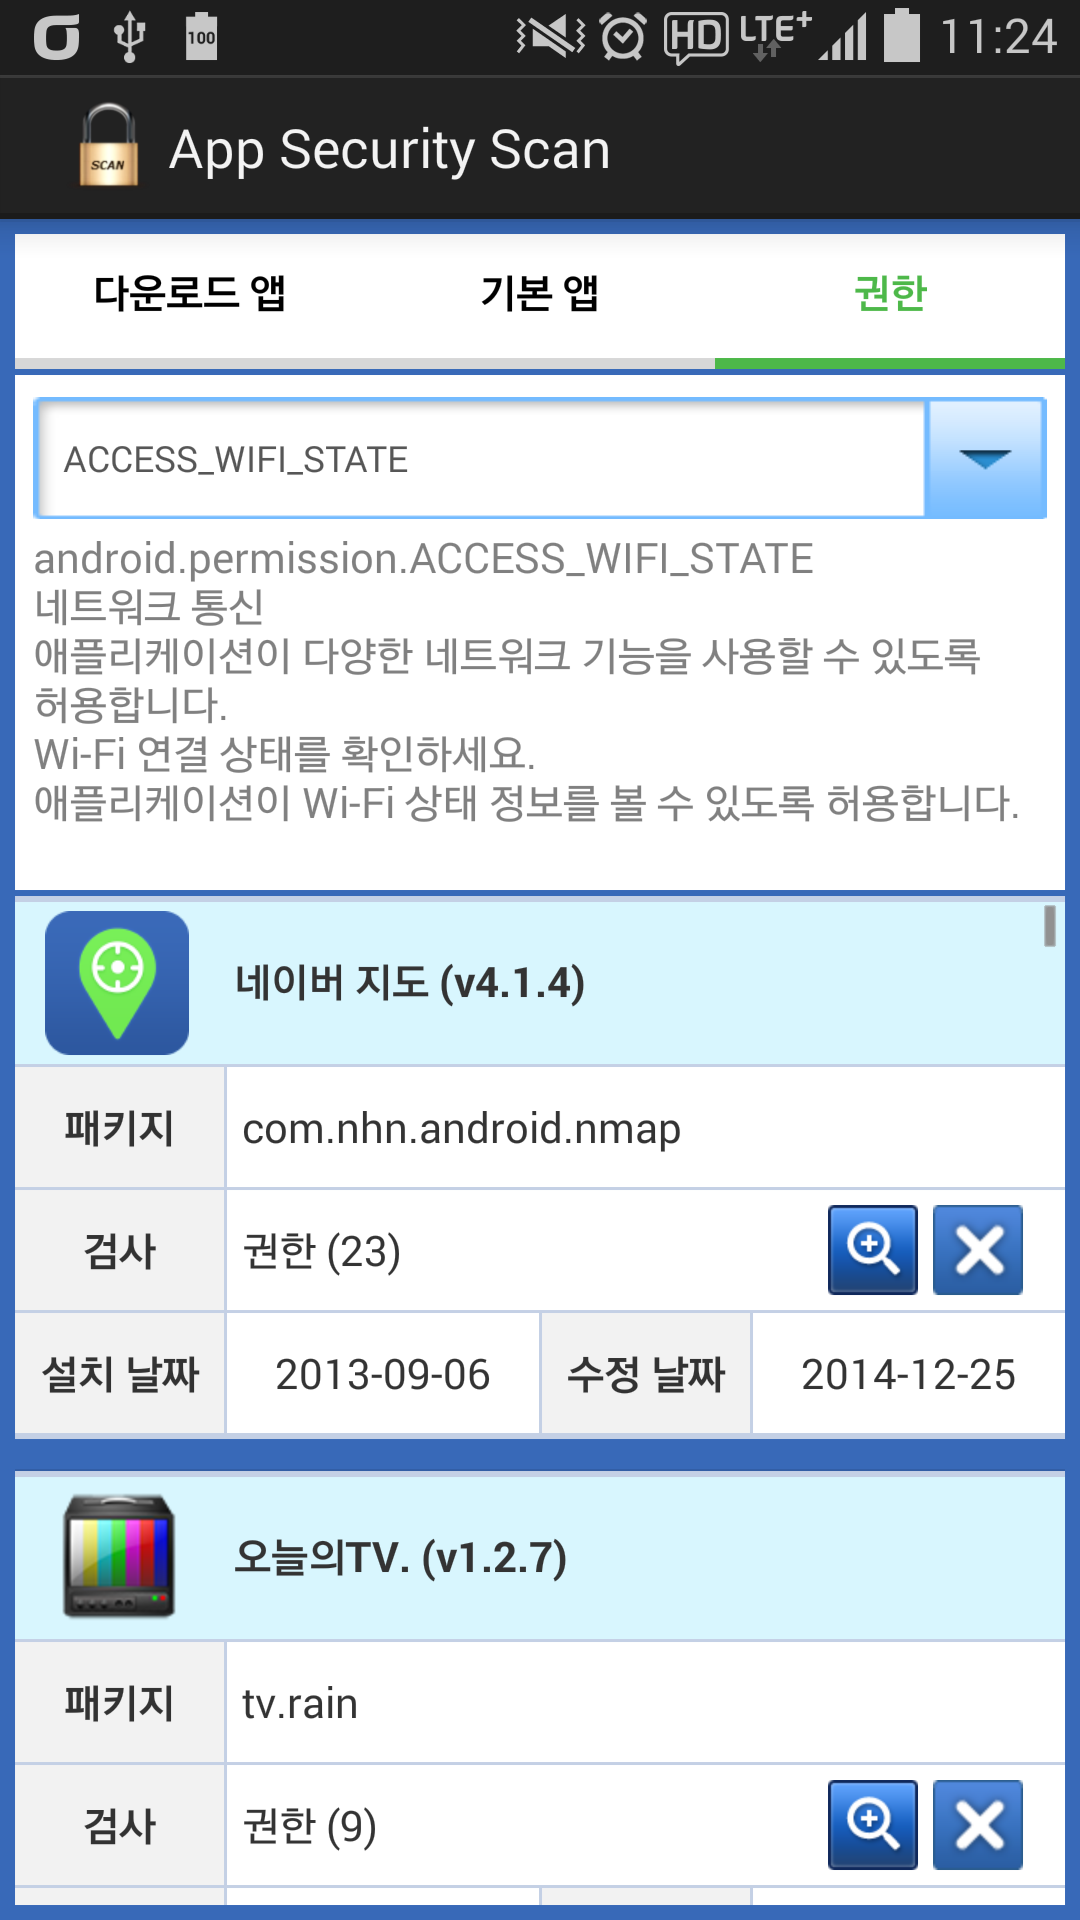 100 HD LTE+ 11:24
SCAN App Security Scan
다운로드 앱 기본 앱 권한
ACCESS_WIFI_STATE
android.permission.ACCESS_WIFI_STATE
네트워크 통신
애플리케이션이 다양한 네트워크 기능을 사용할 수 있도록
허용합니다.
Wi-Fi 연결 상태를 확인하세요.
애플리케이션이 Wi-Fi 상태 정보를 볼 수 있도록 허용합니다.
네이버 지도 (v4.1.4)
패키지 com.nhn.android.nmap
검사 권한 (23)
설치 날짜 2013-09-06 수정 날짜 2014-12-25
오늘의TV. (v1.2.7)
패키지 tv.rain
검사 권한 (9)